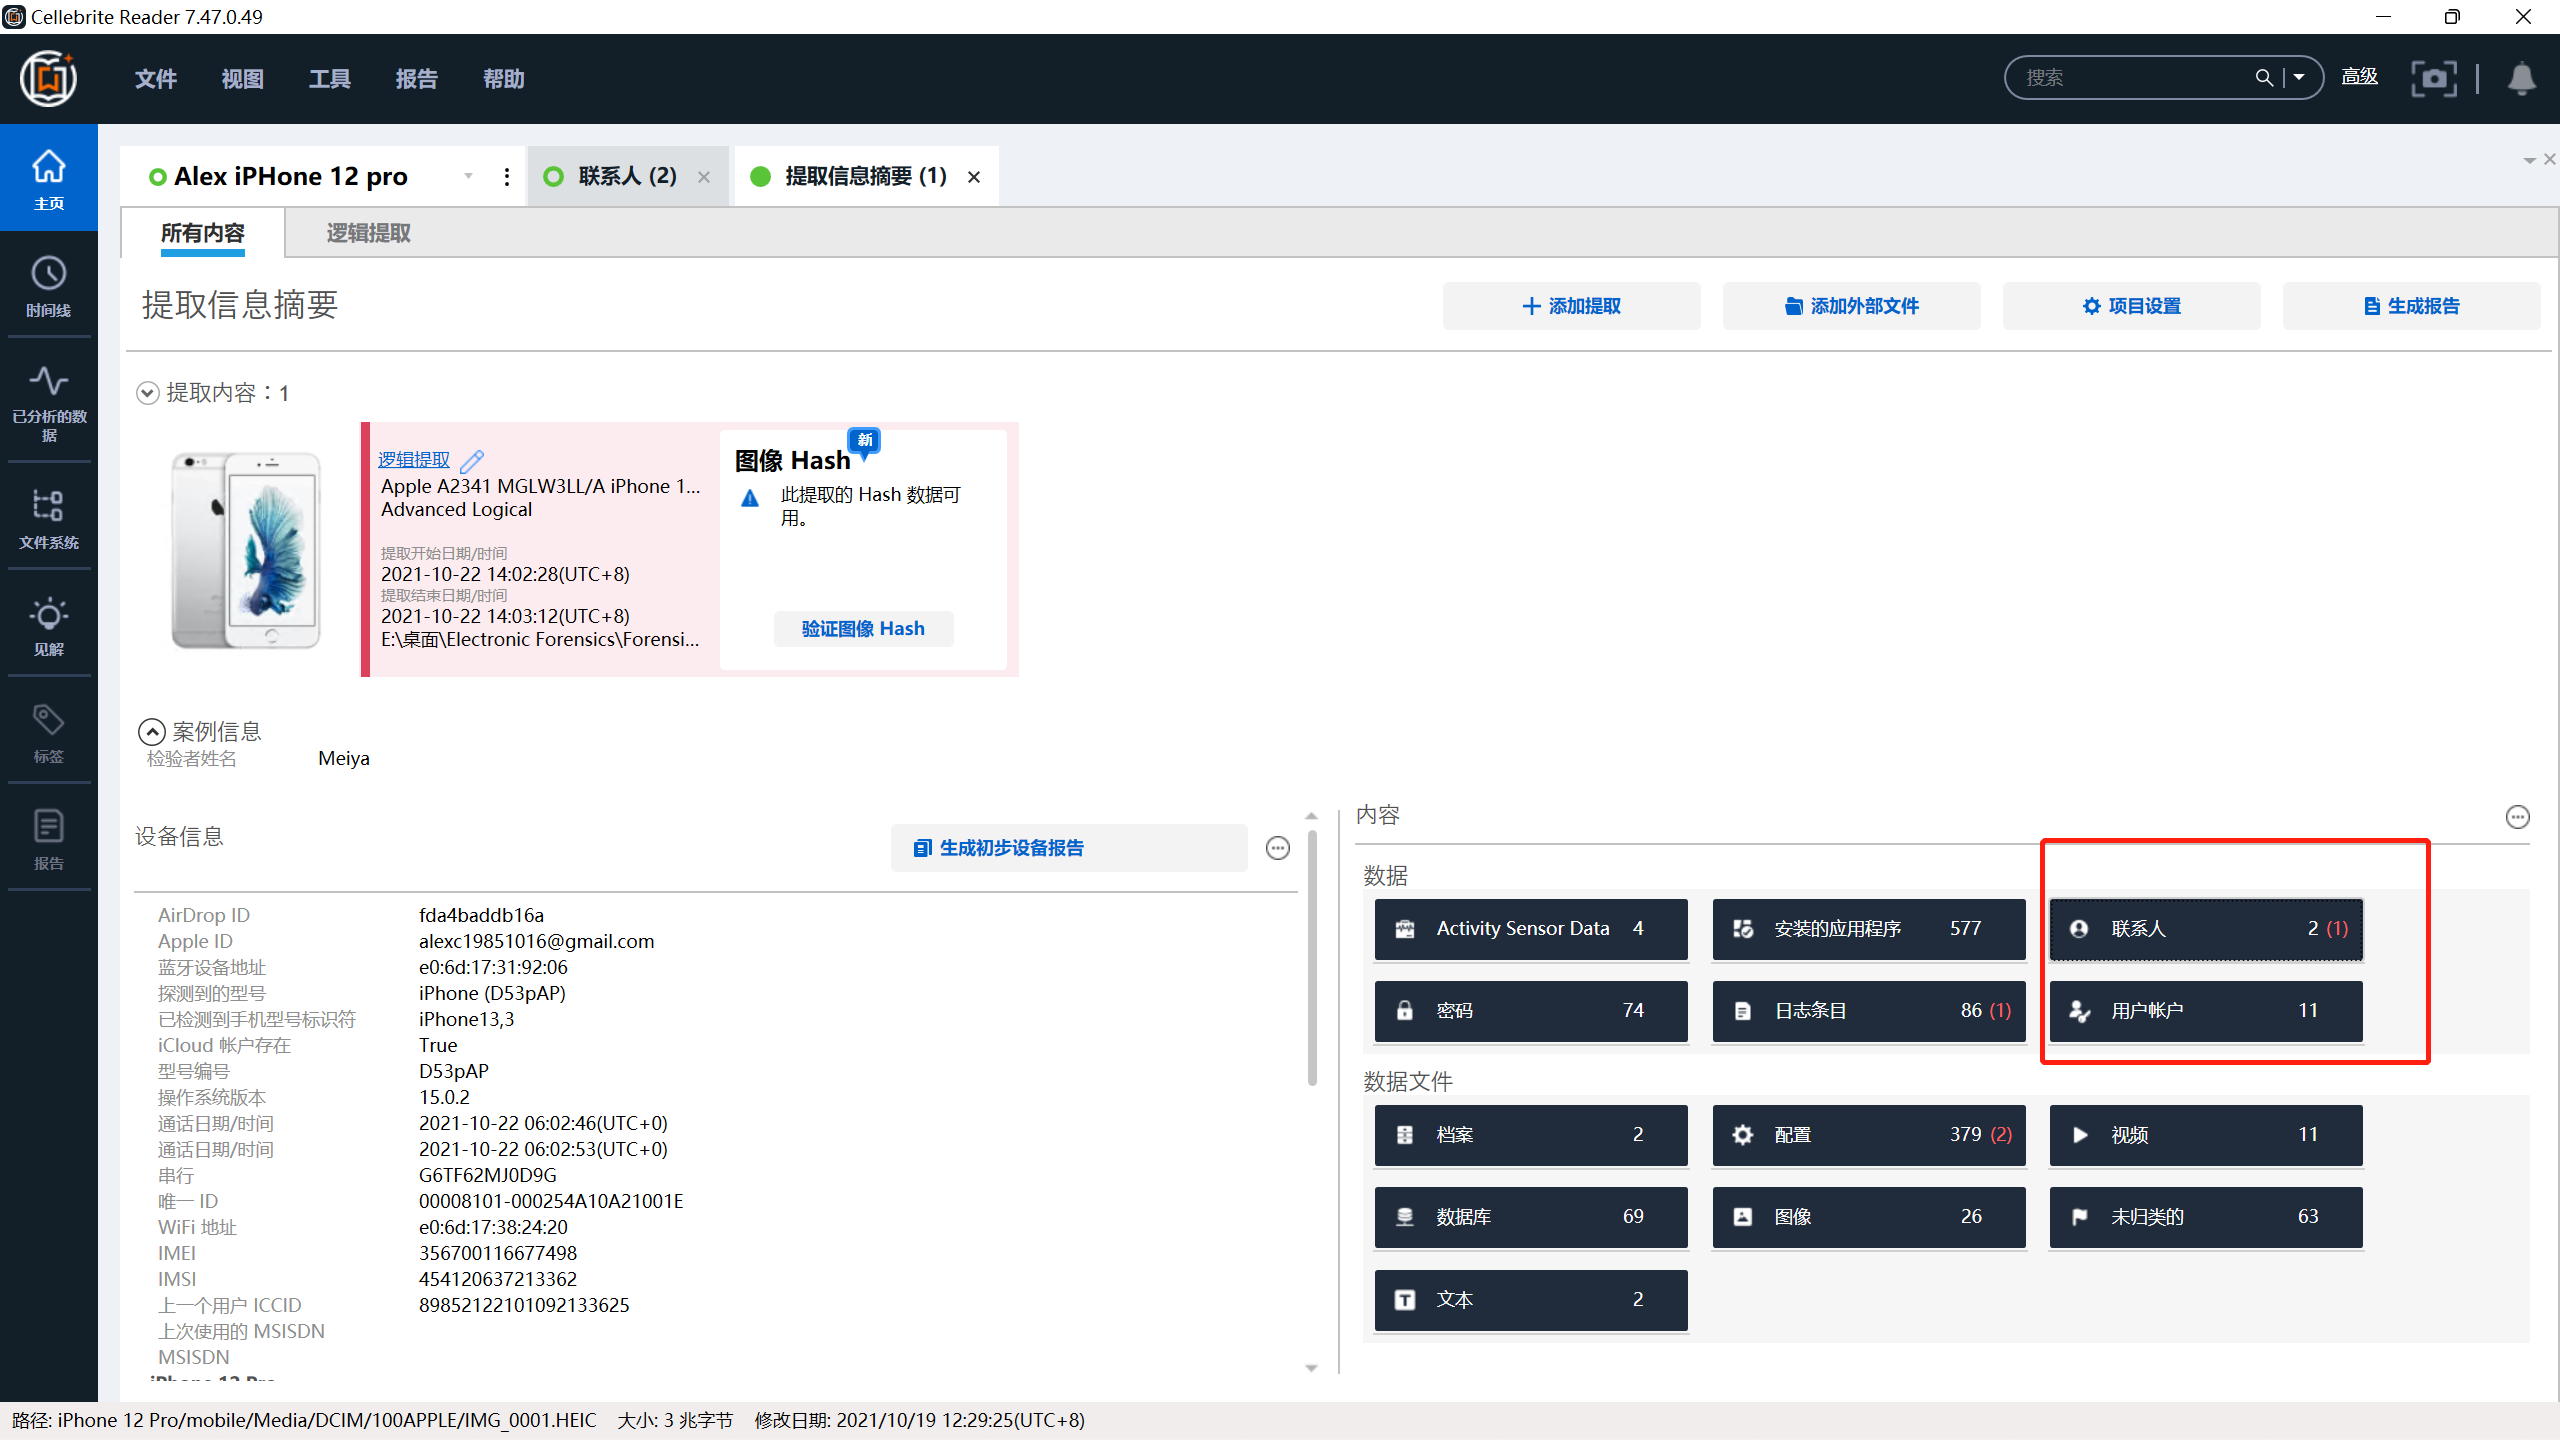 Cellebrite Reader 7.47.0.49
文件 视图 工具 报告 帮助
搜索 高级
主页
时间线
已分析的数据
文件系统
见解
标签
报告
Alex iPHone 12 pro 联系人 (2) 提取信息摘要 (1)
所有内容 逻辑提取
提取信息摘要
添加提取 添加外部文件 项目设置 生成报告
提取内容：1
逻辑提取
Apple A2341 MGLW3LL/A iPhone 1...
Advanced Logical
提取开始日期/时间
2021-10-22 14:02:28(UTC+8)
提取结束日期/时间
2021-10-22 14:03:12(UTC+8)
E:\桌面\Electronic Forensics\Forensi...
新
图像 Hash
此提取的 Hash 数据可
用。
验证图像 Hash
案例信息
检验者姓名 Meiya
设备信息
生成初步设备报告
AirDrop ID fda4baddb16a
Apple ID alexc19851016@gmail.com
蓝牙设备地址 e0:6d:17:31:92:06
探测到的型号 iPhone (D53pAP)
已检测到手机型号标识符 iPhone13,3
iCloud 帐户存在 True
型号编号 D53pAP
操作系统版本 15.0.2
通话日期/时间 2021-10-22 06:02:46(UTC+0)
通话日期/时间 2021-10-22 06:02:53(UTC+0)
串行 G6TF62MJ0D9G
唯一 ID 00008101-000254A10A21001E
WiFi 地址 e0:6d:17:38:24:20
IMEI 356700116677498
IMSI 454120637213362
上一个用户 ICCID 89852122101092133625
上次使用的 MSISDN
MSISDN
iPhone 12 Pro
内容
数据
Activity Sensor Data 4 安装的应用程序 577 联系人 2 (1)
密码 74 日志条目 86 (1) 用户帐户 11
数据文件
档案 2 配置 379 (2) 视频 11
数据库 69 图像 26 未归类的 63
文本 2
路径: iPhone 12 Pro/mobile/Media/DCIM/100APPLE/IMG_0001.HEIC 大小: 3 兆字节 修改日期: 2021/10/19 12:29:25(UTC+8)